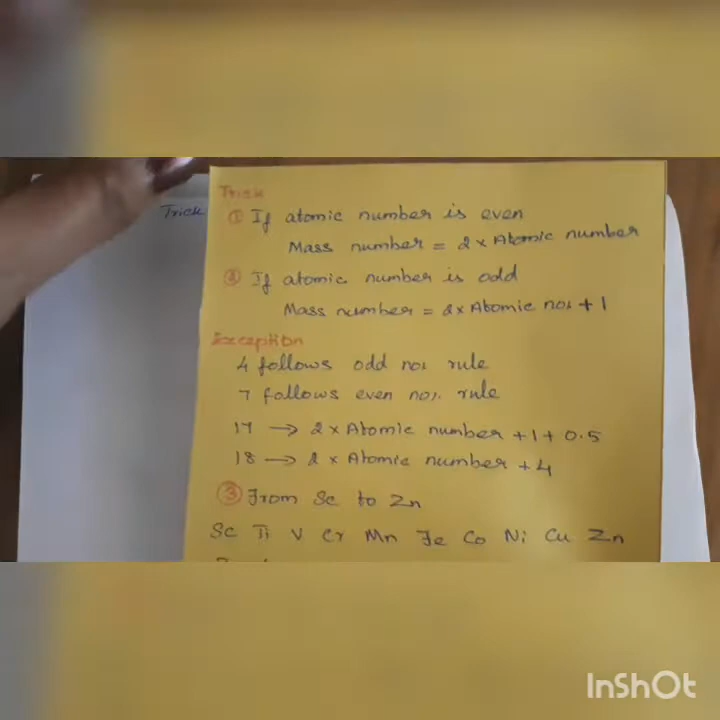 Trick
Trick
① If atomic number is even
Mass number = 2 × Atomic number
② If atomic number is odd
Mass number = 2 × Atomic no. + 1
Exception
4 follows odd no. rule
7 follows even no. rule
17 → 2 × Atomic number + 1 + 0.5
18 → 2 × Atomic number + 4
③ From Sc to Zn
Sc Ti V Cr Mn Fe Co Ni Cu Zn
InShOt